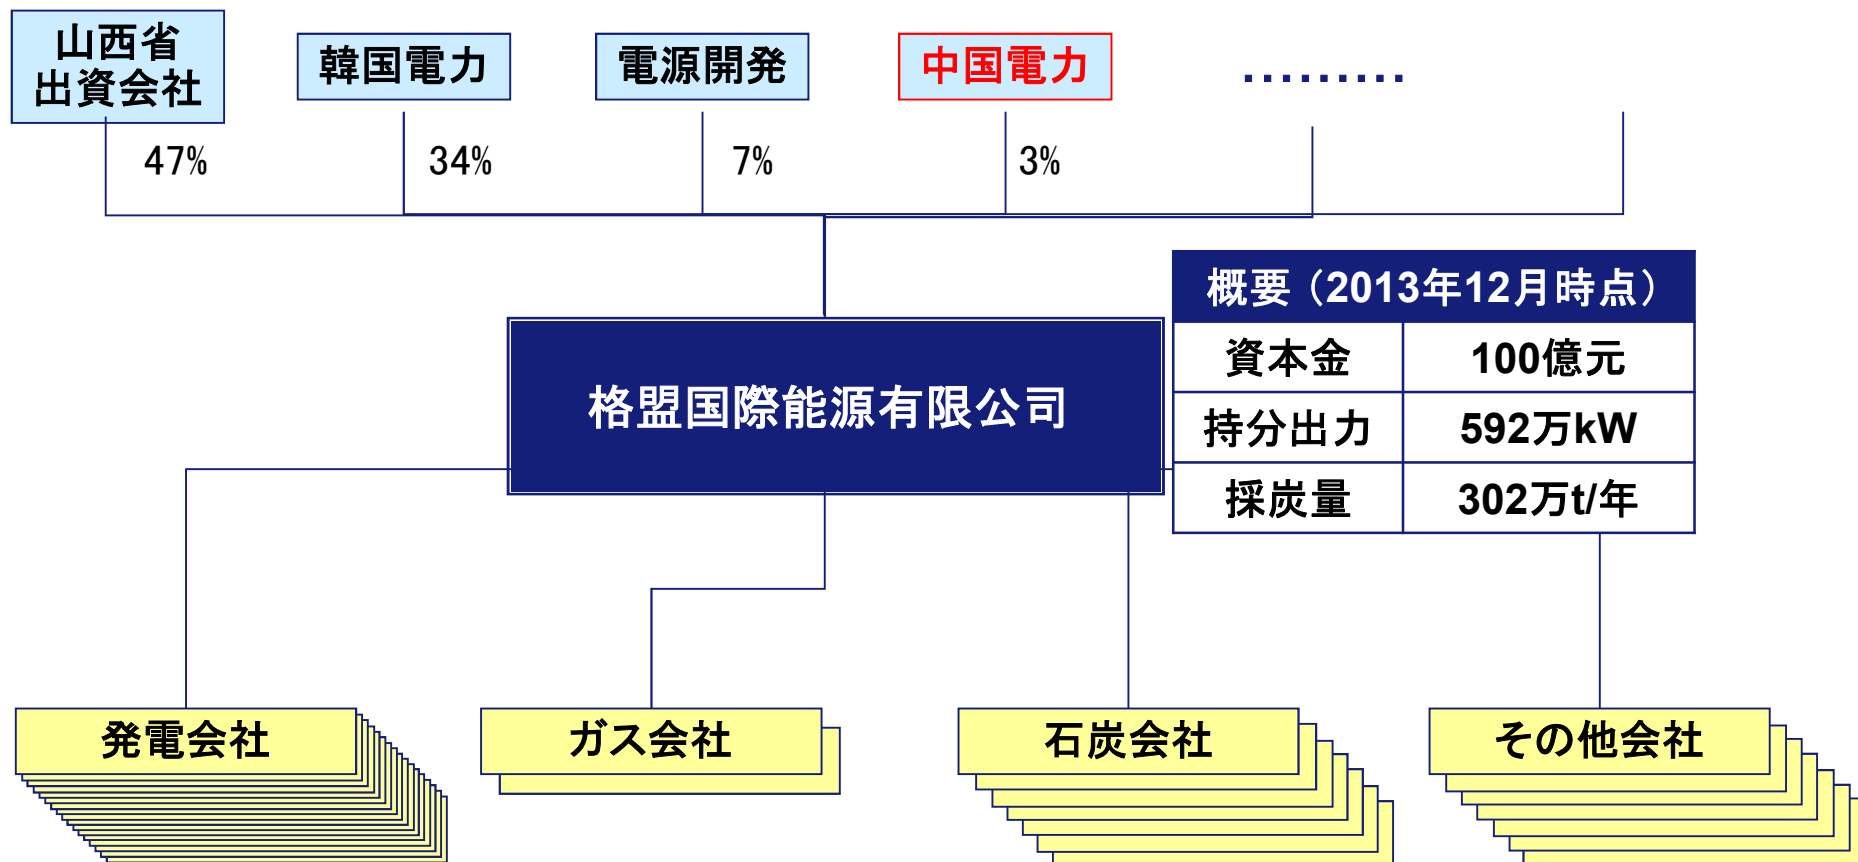 山西省
出資会社
韓国電力
電源開発
中国電力
………
47%
34%
7%
3%
概要（2013年12月時点）
資本金 100億元
持分出力 592万kW
採炭量 302万t/年
格盟国際能源有限公司
発電会社
ガス会社
石炭会社
その他会社